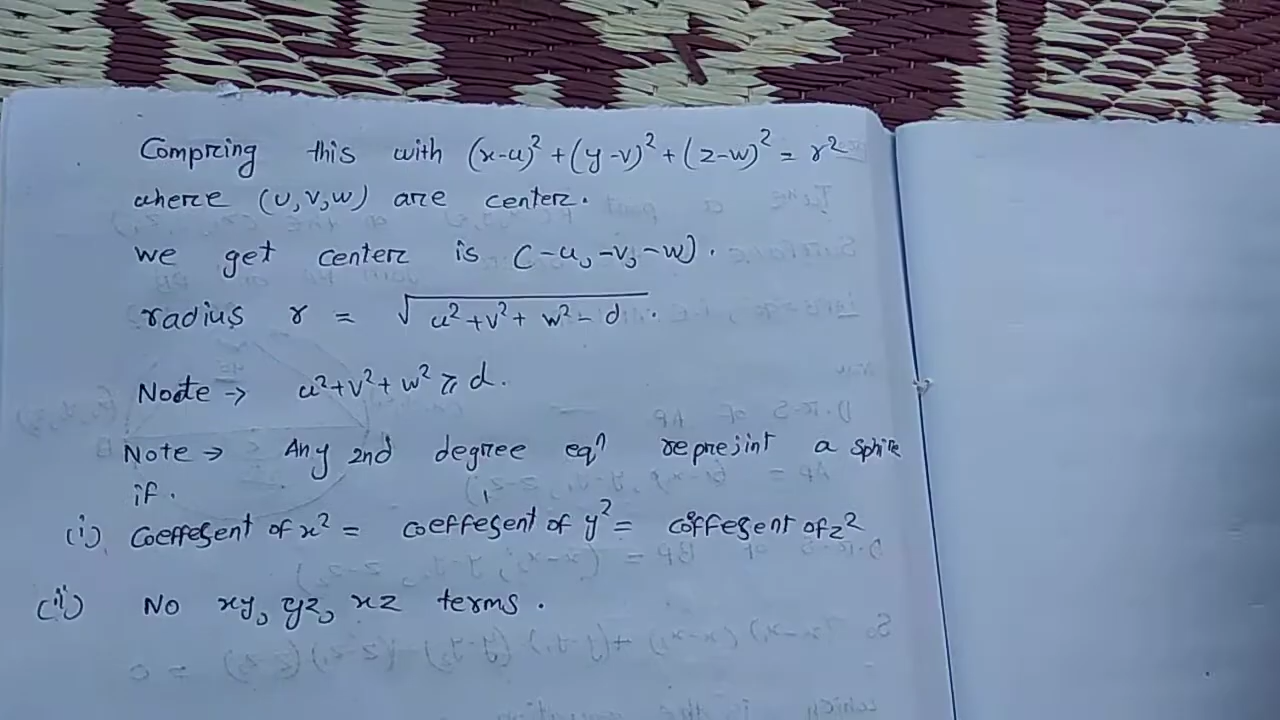 Compring this with (x-u)² + (y-v)² + (z-w)² = r²
where (u,v,w) are center.
we get center is (-u, -v, -w).
radius r = √u²+v²+w²-d.
Nodte → u²+v²+w² ≥ d.
Note → Any 2nd degree eqn represint a sphire
if.
(i) coeffesent of x² = coeffesent of y² = coffesent of z²
(ii) No xy, yz, xz terms.